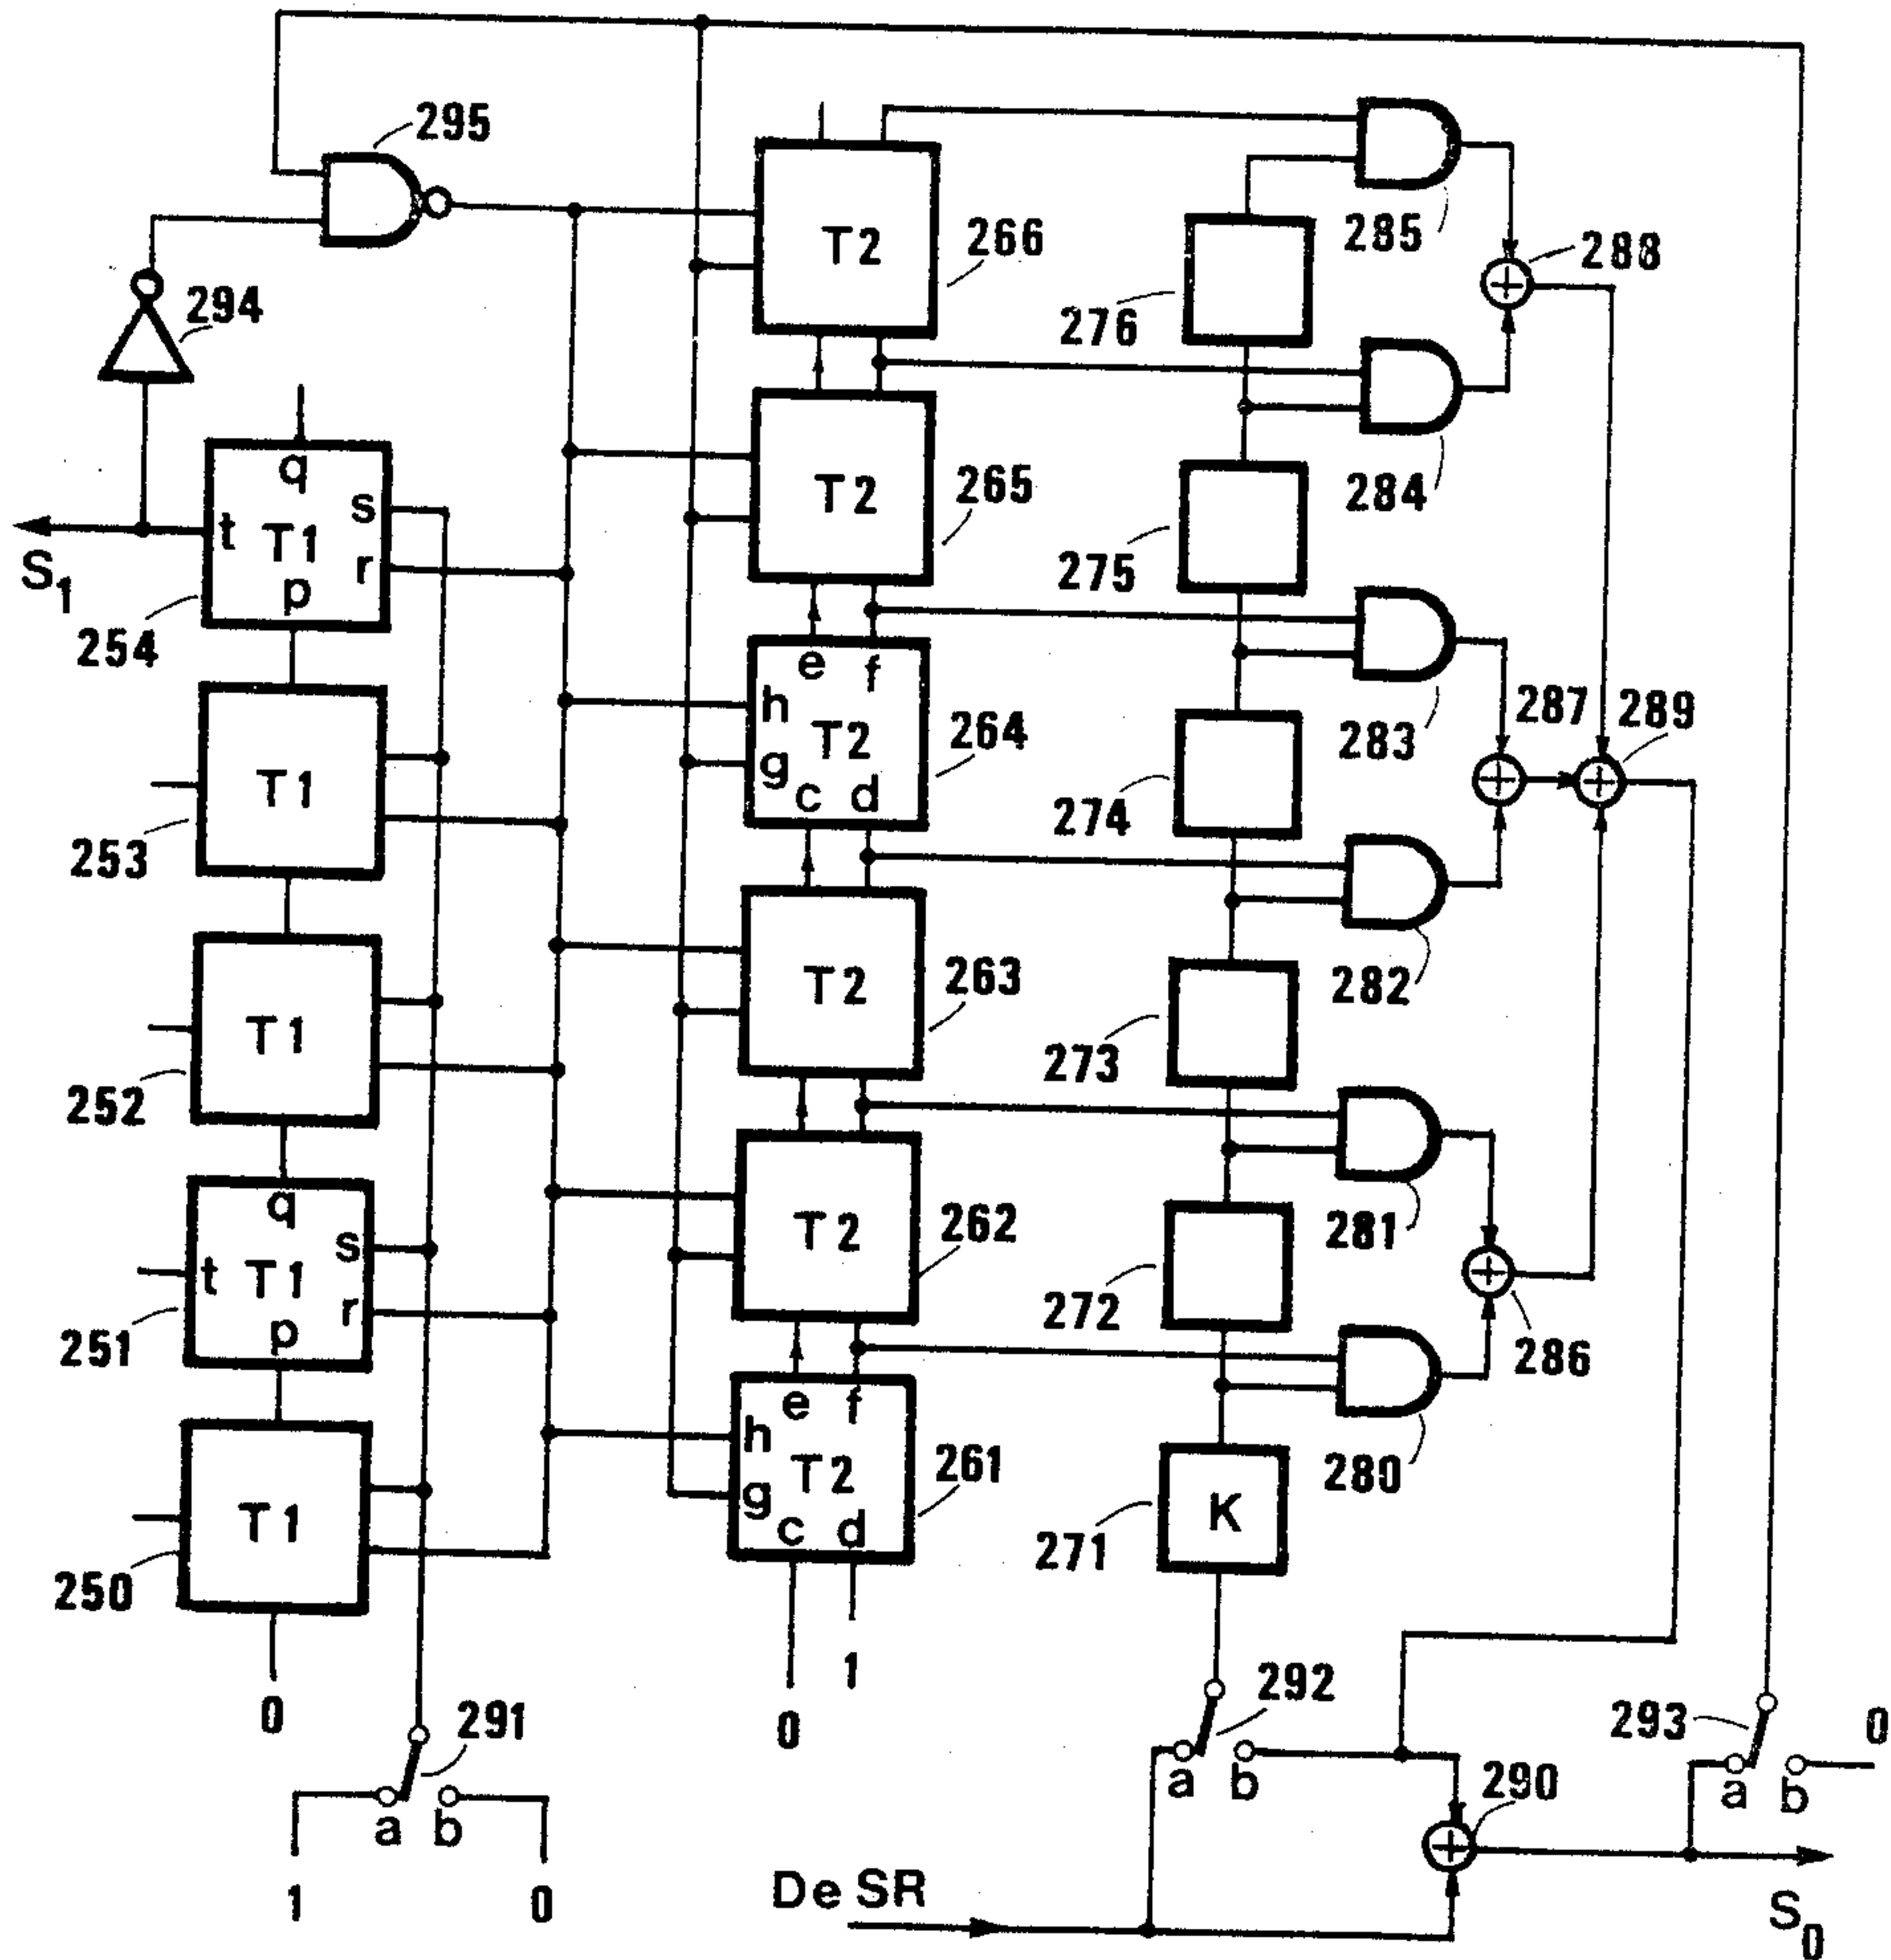 295
T2
266
285
288
276
294
q
s
t
T1
r
p
S1
254
T2
265
284
275
e
f
h
T2
g
c
d
264
283
287
289
274
T1
253
T2
263
282
273
T1
252
T2
262
281
272
q
s
t
T1
r
p
251
286
e
f
h
T2
g
c
d
261
280
K
271
T1
250
0
291
a
b
1
0
0
1
292
a
b
293
a
b
0
290
De SR
S0